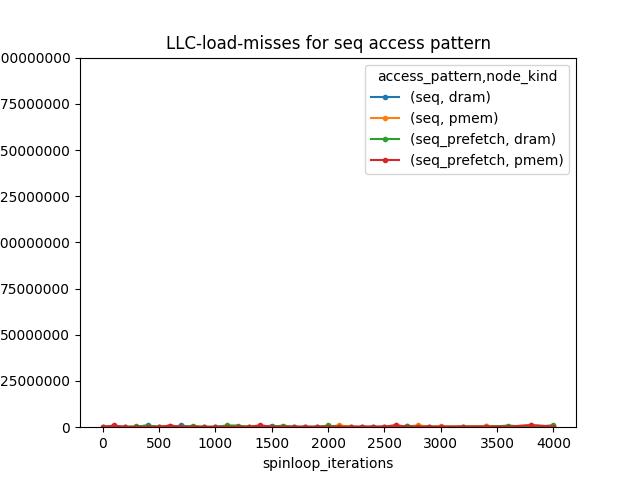 LLC-load-misses for seq access pattern
access_pattern,node_kind
(seq, dram)
(seq, pmem)
(seq_prefetch, dram)
(seq_prefetch, pmem)
00000000
75000000
50000000
25000000
00000000
75000000
50000000
25000000
0
0 500 1000 1500 2000 2500 3000 3500 4000
spinloop_iterations